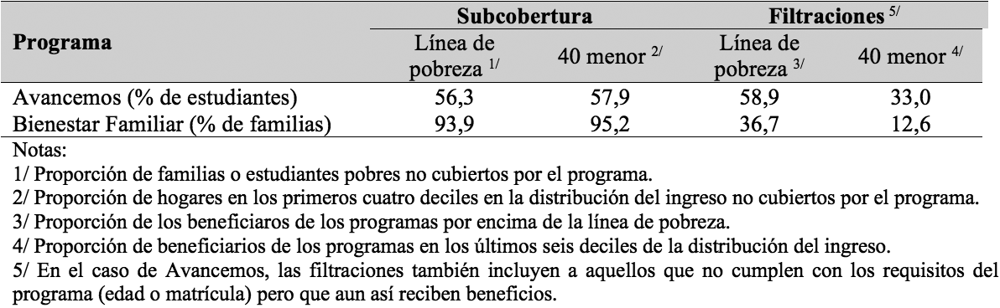 Subcobertura Filtraciones 5/
Programa Línea de pobreza 1/ 40 menor 2/ Línea de pobreza 3/ 40 menor 4/
Avancemos (% de estudiantes) 56,3 57,9 58,9 33,0
Bienestar Familiar (% de familias) 93,9 95,2 36,7 12,6
Notas:
1/ Proporción de familias o estudiantes pobres no cubiertos por el programa.
2/ Proporción de hogares en los primeros cuatro deciles en la distribución del ingreso no cubiertos por el programa.
3/ Proporción de los beneficiaros de los programas por encima de la línea de pobreza.
4/ Proporción de beneficiarios de los programas en los últimos seis deciles de la distribución del ingreso.
5/ En el caso de Avancemos, las filtraciones también incluyen a aquellos que no cumplen con los requisitos del
programa (edad o matrícula) pero que aun así reciben beneficios.